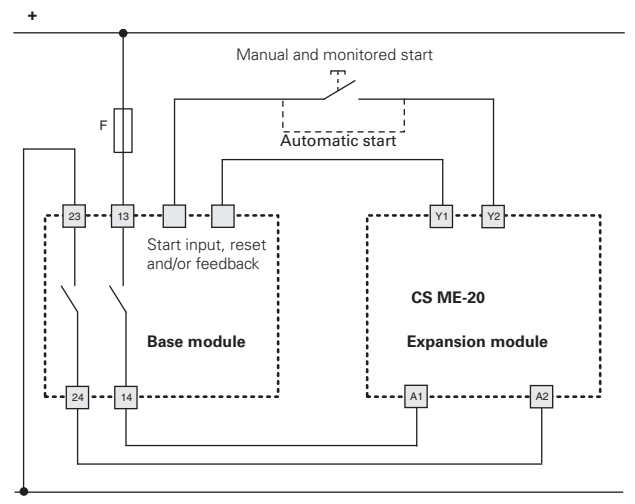 +
Manual and monitored start
F
Automatic start
23
13
Y1
Y2
Start input, reset
and/or feedback
CS ME-20
Base module
Expansion module
24
14
A1
A2